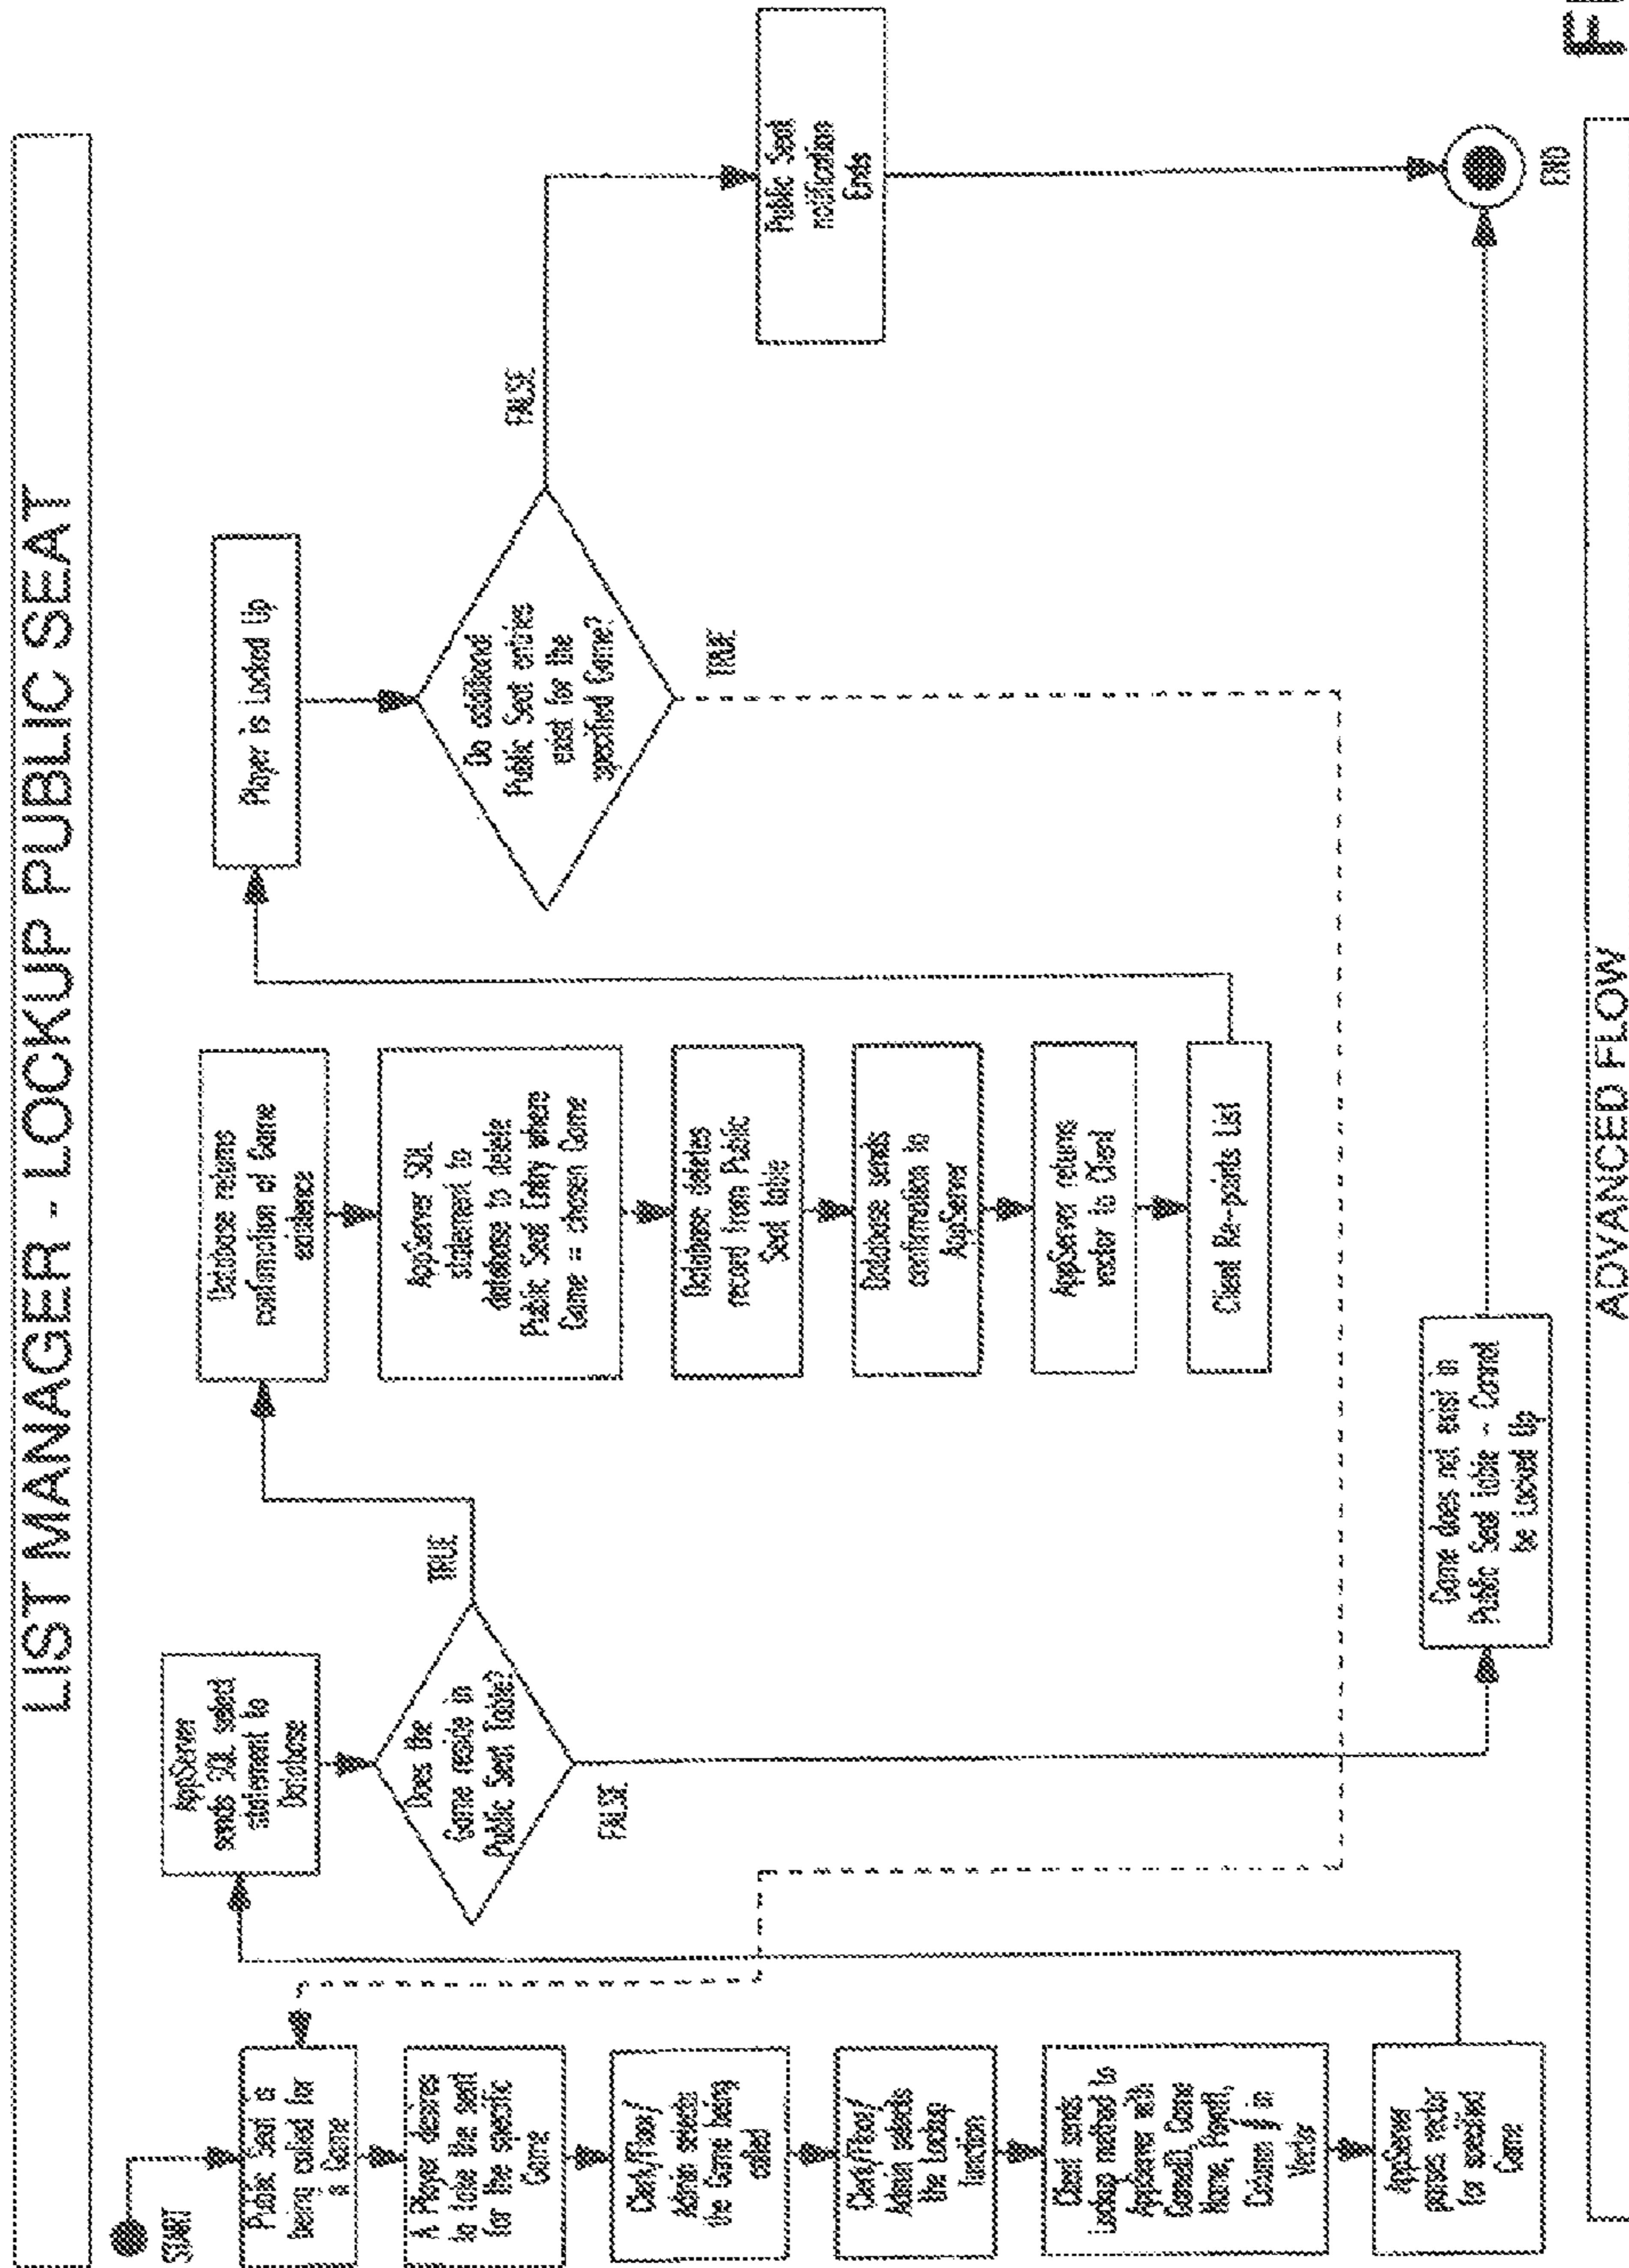 LIST MANAGER - LOCKUP PUBLIC SEAT
START
Public Seat is
being called for
a Game
A Player desires
to take the seat
for the specific
Game
Clerk/Floor/
Admin selects
the Game being
called
Clerk/Floor/
Admin selects
the Lockup
function
Client sends
Lockup method to
AppServer with
Game
Name,
Column # in
Vector
AppServer
parses vector
for specified
Game
AppServer
sends SQL select
statement to
Database
Does the
Game reside in
Public Seat Table?
TRUE
FALSE
Database returns
confirmation of Game
existence
AppServer SQL
statement to
database to delete
Public Seat Entry where
Game = chosen Game
Database deletes
record from Public
Seat table
Database sends
confirmation to
AppServer
AppServer returns
vector to Client
Client Re-paints List
Game does not exist in
Public Seat table - Cannot
be Locked Up
Player is Locked Up
Do additional
Public Seat entries
exist for the
specified Game?
TRUE
FALSE
Public Seat
notification
Ends
END
ADVANCED FLOW